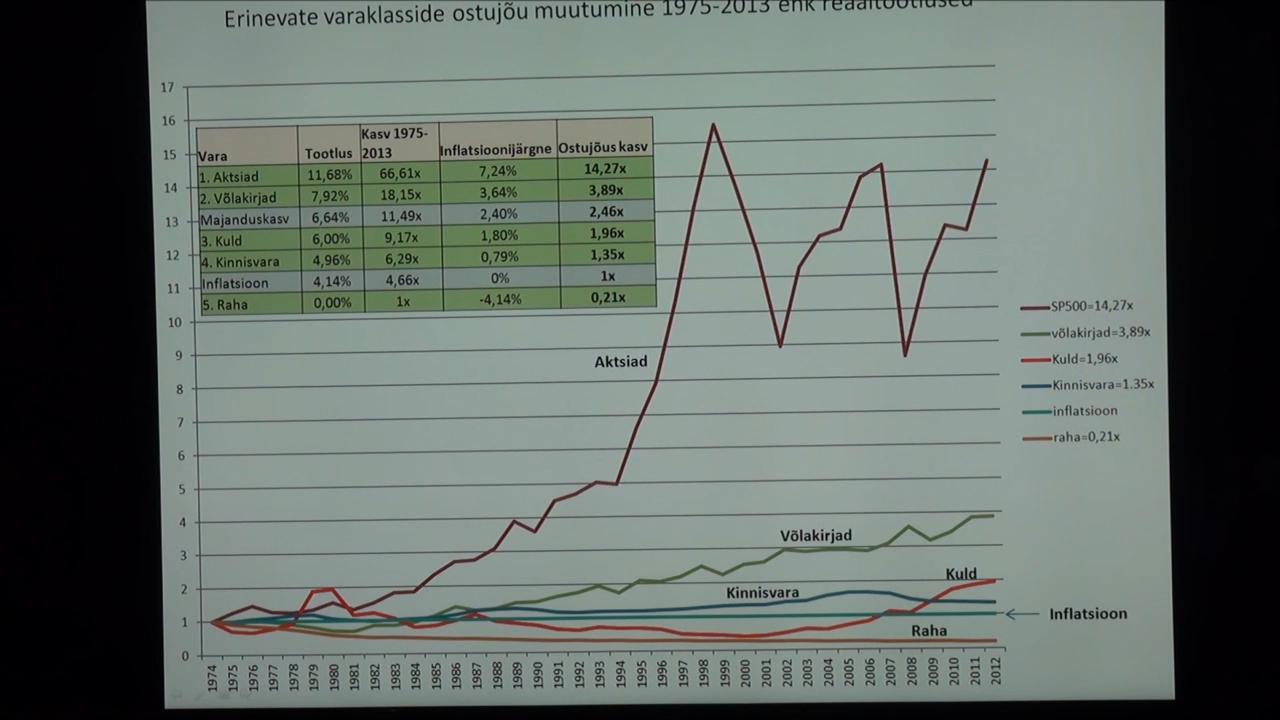 Erinevate varaklasside ostujõu muutumine 1975-2013 ehk reaaltootlused
17
16
15
14
13
12
11
10
9
8
7
6
5
4
3
2
1
0
Vara Tootlus Kasv 1975-2013 Inflatsioonijärgne Ostujõus kasv
1. Aktsiad 11,68% 66,61x 7,24% 14,27x
2. Võlakirjad 7,92% 18,15x 3,64% 3,89x
Majanduskasv 6,64% 11,49x 2,40% 2,46x
3. Kuld 6,00% 9,17x 1,80% 1,96x
4. Kinnisvara 4,96% 6,29x 0,79% 1,35x
Inflatsioon 4,14% 4,66x 0% 1x
5. Raha 0,00% 1x -4,14% 0,21x
Aktsiad
Võlakirjad
Kuld
Kinnisvara
Inflatsioon
Raha
SP500=14,27x
võlakirjad=3,89x
Kuld=1,96x
Kinnisvara=1.35x
inflatsioon
raha=0,21x
1974 1975 1976 1977 1978 1979 1980 1981 1982 1983 1984 1985 1986 1987 1988 1989 1990 1991 1992 1993 1994 1995 1996 1997 1998 1999 2000 2001 2002 2003 2004 2005 2006 2007 2008 2009 2010 2011 2012